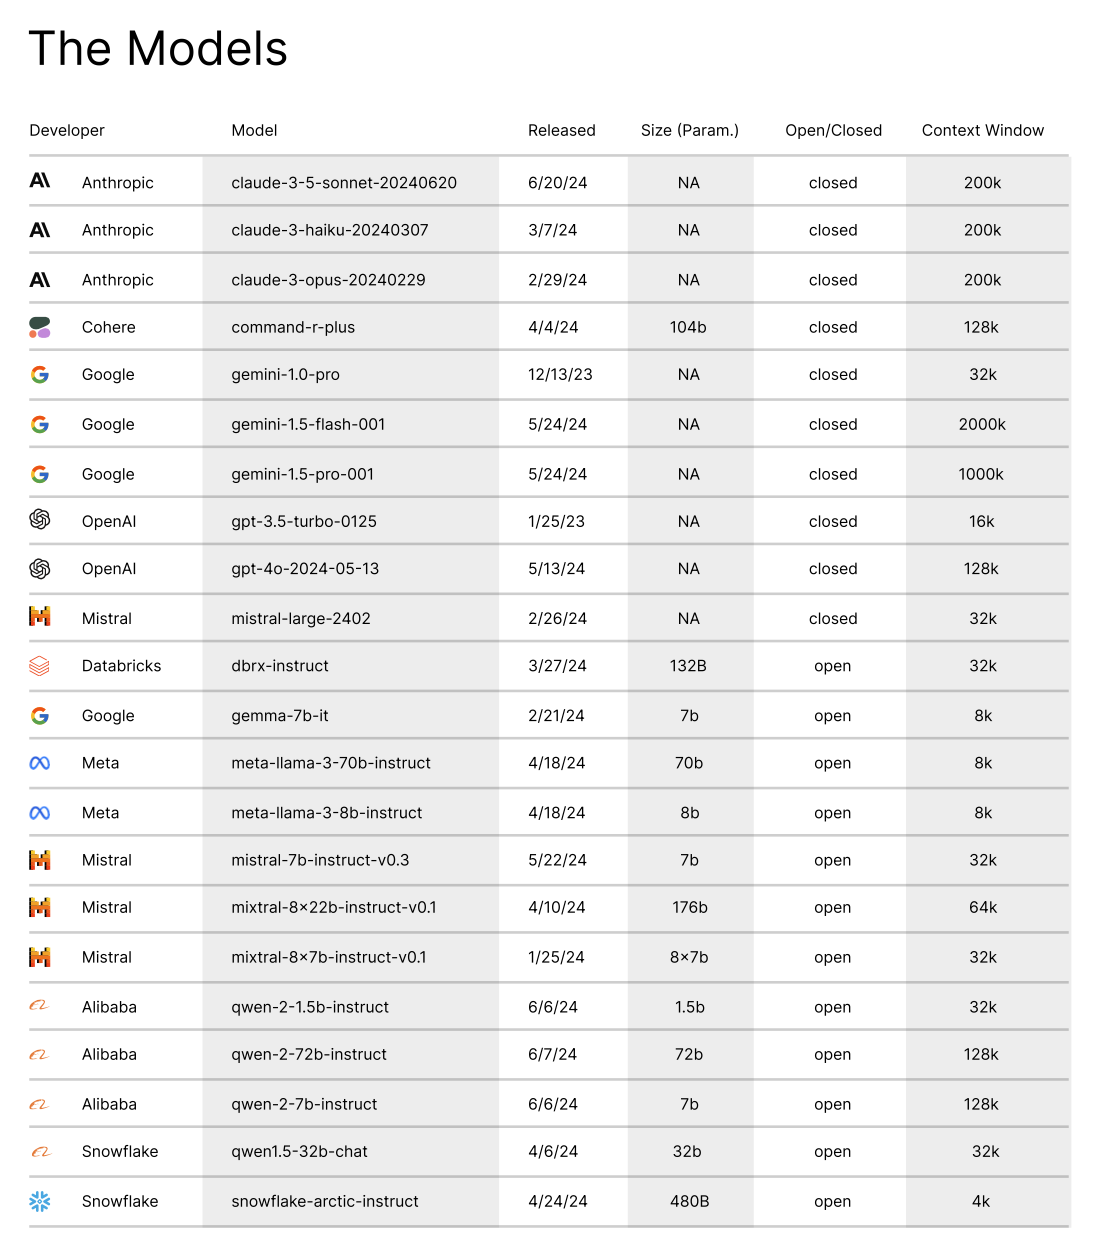 The Models
Developer Model Released Size (Param.) Open/Closed Context Window
Anthropic claude-3-5-sonnet-20240620 6/20/24 NA closed 200k
Anthropic claude-3-haiku-20240307 3/7/24 NA closed 200k
Anthropic claude-3-opus-20240229 2/29/24 NA closed 200k
Cohere command-r-plus 4/4/24 104b closed 128k
Google gemini-1.0-pro 12/13/23 NA closed 32k
Google gemini-1.5-flash-001 5/24/24 NA closed 2000k
Google gemini-1.5-pro-001 5/24/24 NA closed 1000k
OpenAI gpt-3.5-turbo-0125 1/25/23 NA closed 16k
OpenAI gpt-4o-2024-05-13 5/13/24 NA closed 128k
Mistral mistral-large-2402 2/26/24 NA closed 32k
Databricks dbrx-instruct 3/27/24 132B open 32k
Google gemma-7b-it 2/21/24 7b open 8k
Meta meta-llama-3-70b-instruct 4/18/24 70b open 8k
Meta meta-llama-3-8b-instruct 4/18/24 8b open 8k
Mistral mistral-7b-instruct-v0.3 5/22/24 7b open 32k
Mistral mixtral-8×22b-instruct-v0.1 4/10/24 176b open 64k
Mistral mixtral-8×7b-instruct-v0.1 1/25/24 8×7b open 32k
Alibaba qwen-2-1.5b-instruct 6/6/24 1.5b open 32k
Alibaba qwen-2-72b-instruct 6/7/24 72b open 128k
Alibaba qwen-2-7b-instruct 6/6/24 7b open 128k
Snowflake qwen1.5-32b-chat 4/6/24 32b open 32k
Snowflake snowflake-arctic-instruct 4/24/24 480B open 4k